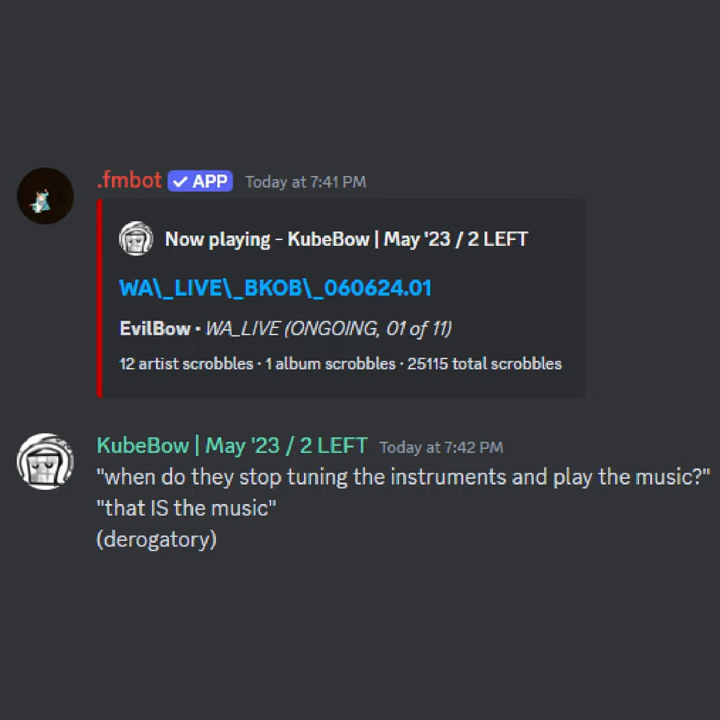 .fmbot ✓ APP Today at 7:41 PM
Now playing - KubeBow | May '23 / 2 LEFT
WA\_LIVE\_BKOB\_060624.01
EvilBow • WA_LIVE (ONGOING, 01 of 11)
12 artist scrobbles · 1 album scrobbles · 25115 total scrobbles
KubeBow | May '23 / 2 LEFT Today at 7:42 PM
"when do they stop tuning the instruments and play the music?"
"that IS the music"
(derogatory)